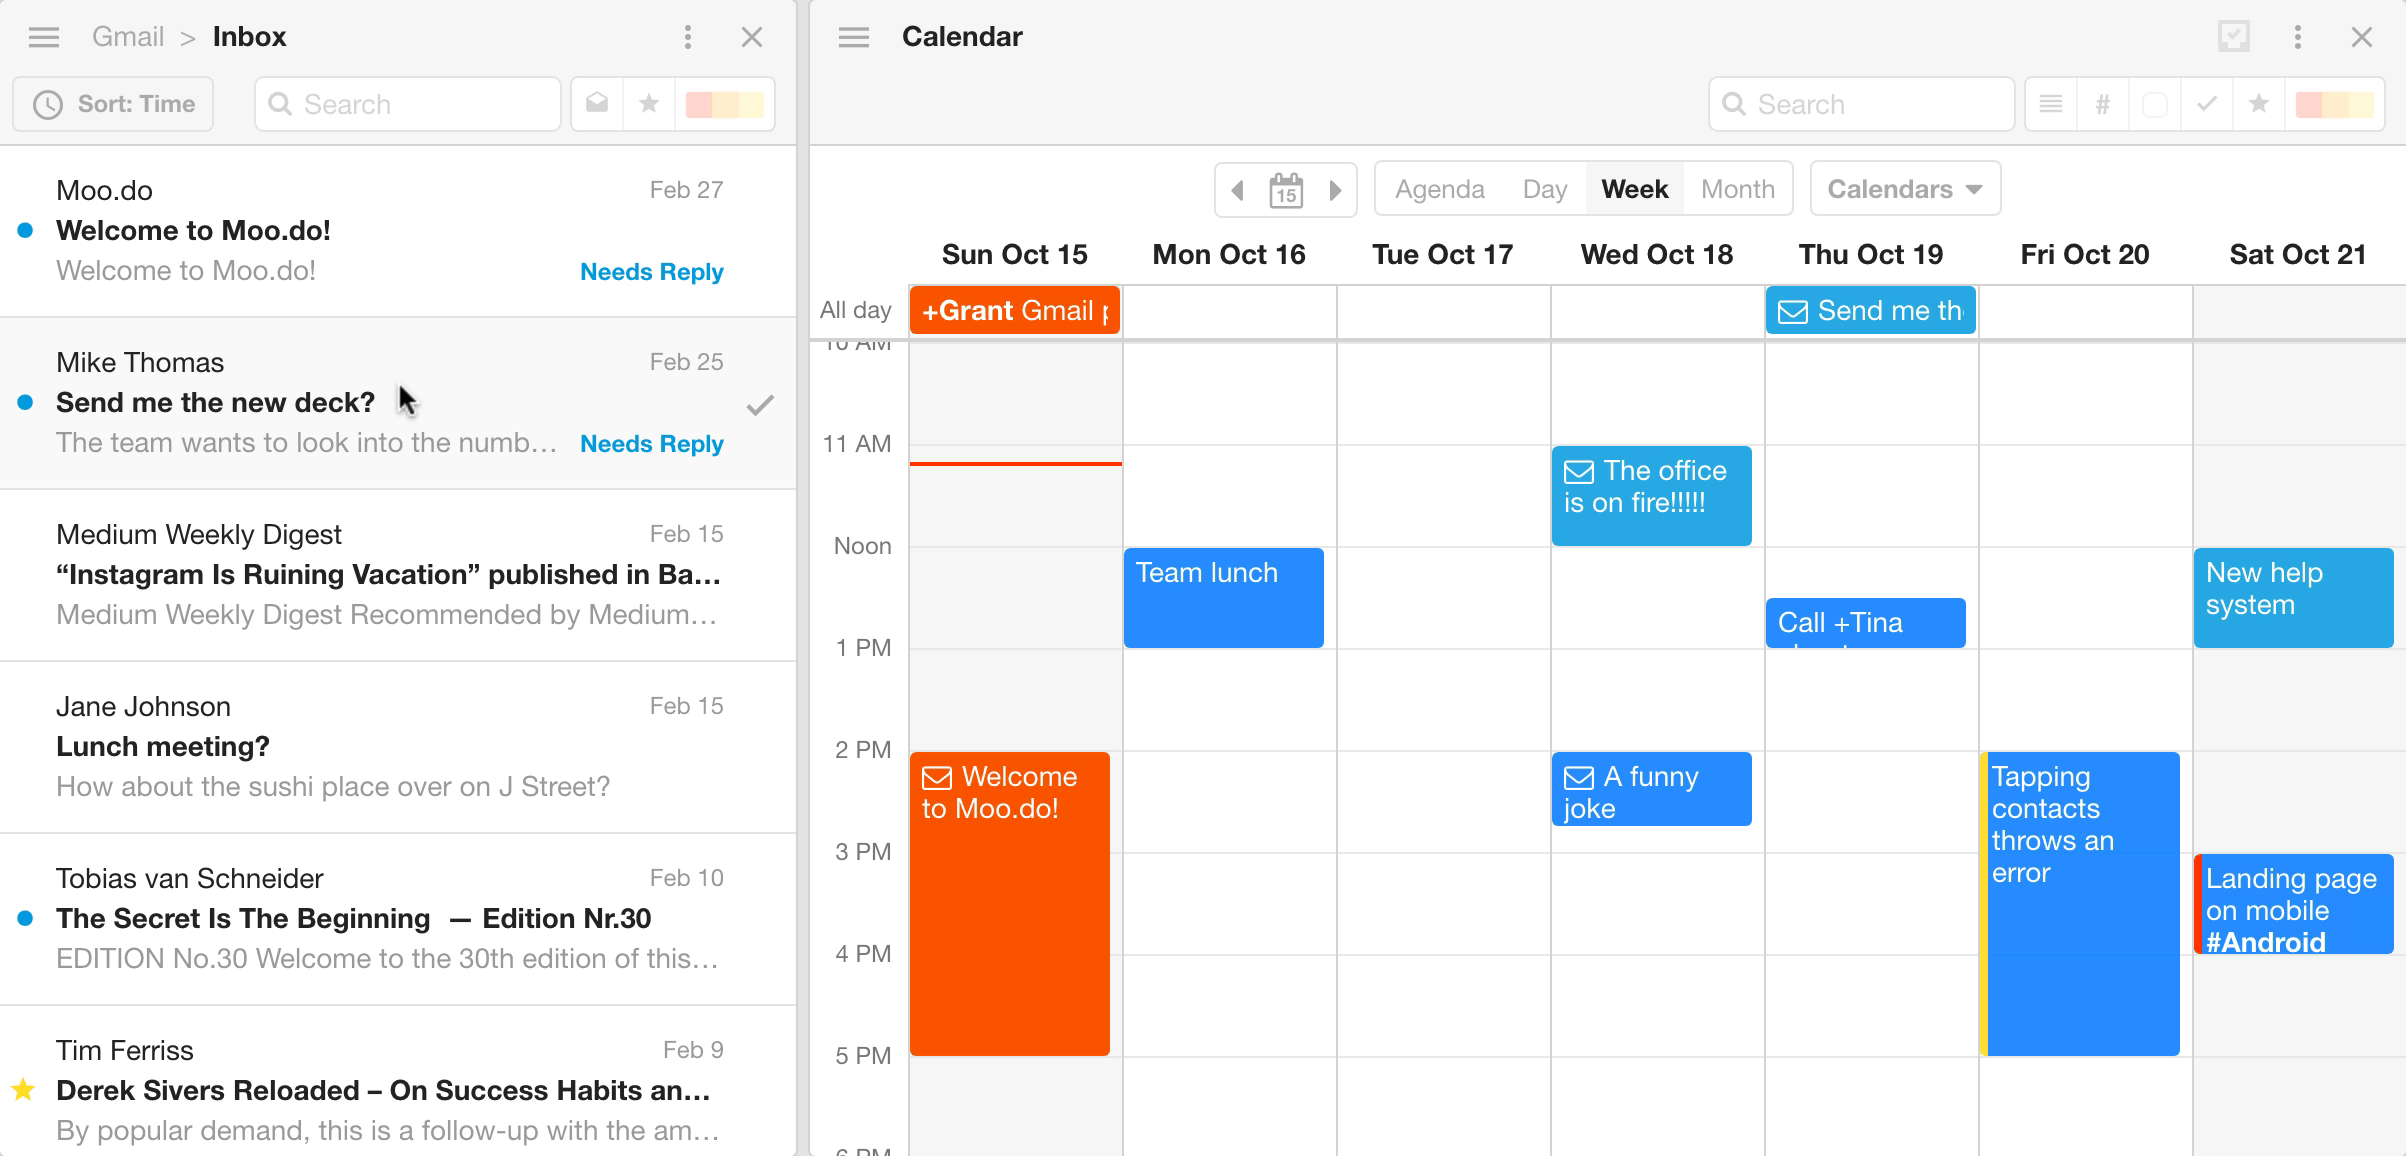 Gmail > Inbox
Sort: Time
Search
Moo.do
Feb 27
Welcome to Moo.do!
Welcome to Moo.do!
Needs Reply
Mike Thomas
Feb 25
Send me the new deck?
The team wants to look into the numb…
Needs Reply
Medium Weekly Digest
Feb 15
“Instagram Is Ruining Vacation” published in Ba…
Medium Weekly Digest Recommended by Medium…
Jane Johnson
Feb 15
Lunch meeting?
How about the sushi place over on J Street?
Tobias van Schneider
Feb 10
The Secret Is The Beginning — Edition Nr.30
EDITION No.30 Welcome to the 30th edition of this…
Tim Ferriss
Feb 9
Derek Sivers Reloaded – On Success Habits an…
By popular demand, this is a follow-up with the am…
Calendar
Search
#
15
Agenda
Day
Week
Month
Calendars
Sun Oct 15
Mon Oct 16
Tue Oct 17
Wed Oct 18
Thu Oct 19
Fri Oct 20
Sat Oct 21
All day
+Grant Gmail
Send me th
10 AM
11 AM
The office
is on fire!!!!!
Noon
Team lunch
New help
system
Call +Tina
1 PM
2 PM
Welcome
to Moo.do!
A funny
joke
Tapping
contacts
throws an
error
3 PM
Landing page
on mobile
#Android
4 PM
5 PM
6 PM